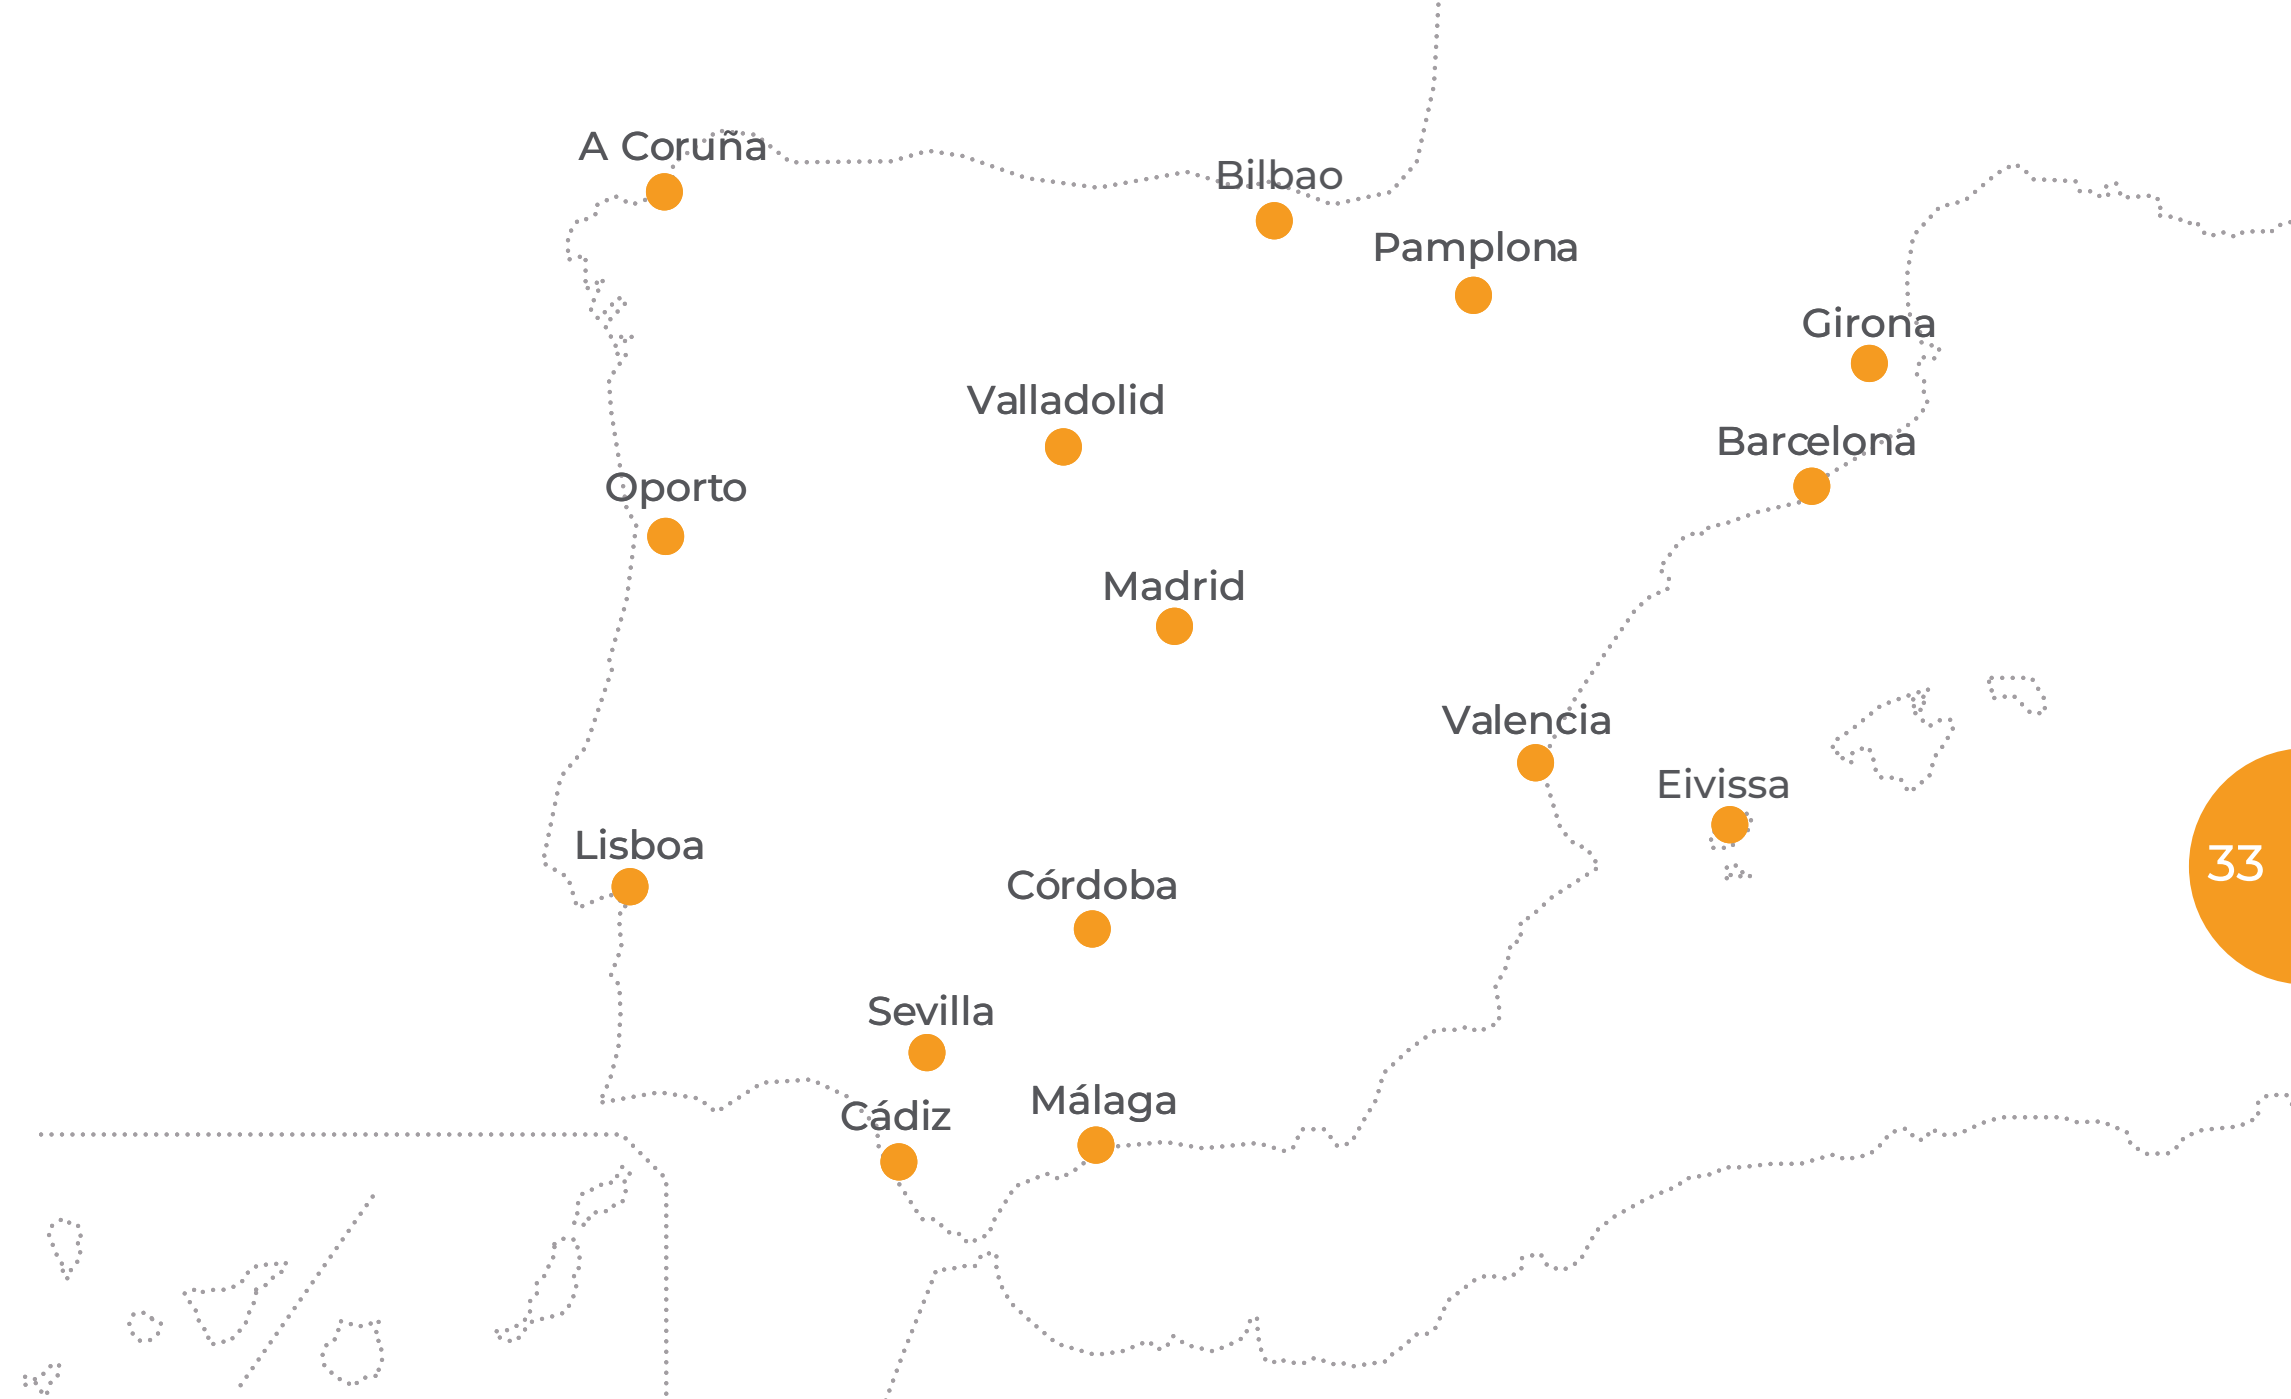 A Coruña
Bilbao
Pamplona
Girona
Valladolid
Barcelona
Oporto
Madrid
Valencia
Eivissa
Lisboa
33
Córdoba
Sevilla
Málaga
Cádiz